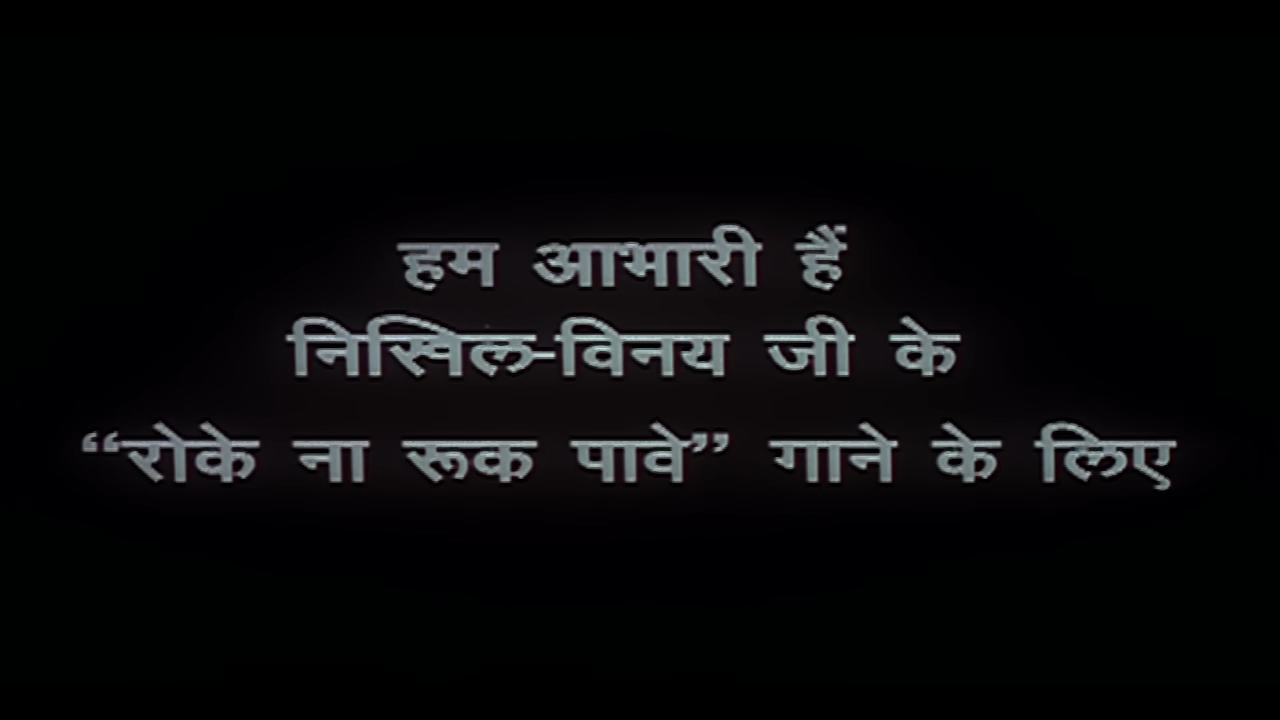 हम आभारी हैं
निखिल-विनय जी के
“रोके ना रूक पावे” गाने के लिए